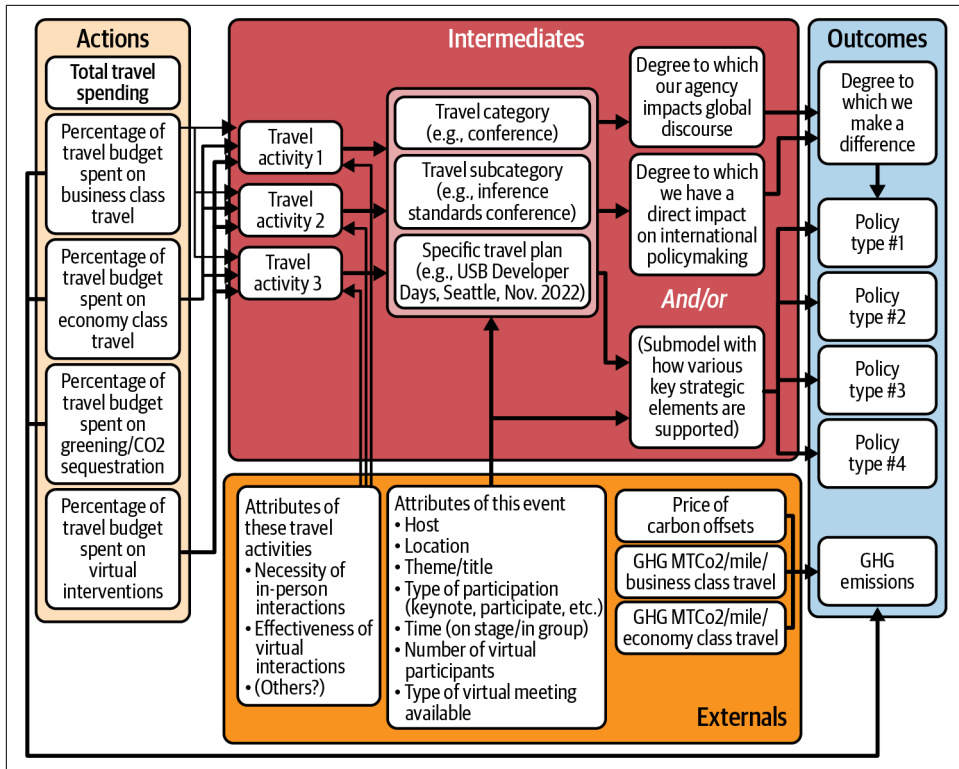 Actions
Total travel
spending
Percentage of
travel budget
spent on
business class
travel
Percentage of
travel budget
spent on
economy class
travel
Percentage of
travel budget
spent on
greening/CO2
sequestration
Percentage of
travel budget
spent on
virtual
interventions
Intermediates
Travel
activity 1
Travel
activity 2
Travel
activity 3
Travel category
(e.g., conference)
Travel subcategory
(e.g., inference
standards conference)
Specific travel plan
(e.g., USB Developer
Days, Seattle, Nov. 2022)
Degree to which
our agency
impacts global
discourse
Degree to which
we have a
direct impact
on international
policymaking
And/or
(Submodel with
how various
key strategic
elements are
supported)
Outcomes
Degree to
which we
make a
difference
Policy
type #1
Policy
type #2
Policy
type #3
Policy
type #4
GHG
emissions
Attributes of
these travel
activities
• Necessity of
in-person
interactions
• Effectiveness of
virtual
interactions
• (Others?)
Attributes of this event
• Host
• Location
• Theme/title
• Type of participation
(keynote, participate, etc.)
• Time (on stage/in group)
• Number of virtual
participants
• Type of virtual meeting
available
Price of
carbon offsets
GHG MTCo2/mile/
business class travel
GHG MTCo2/mile/
economy class travel
Externals